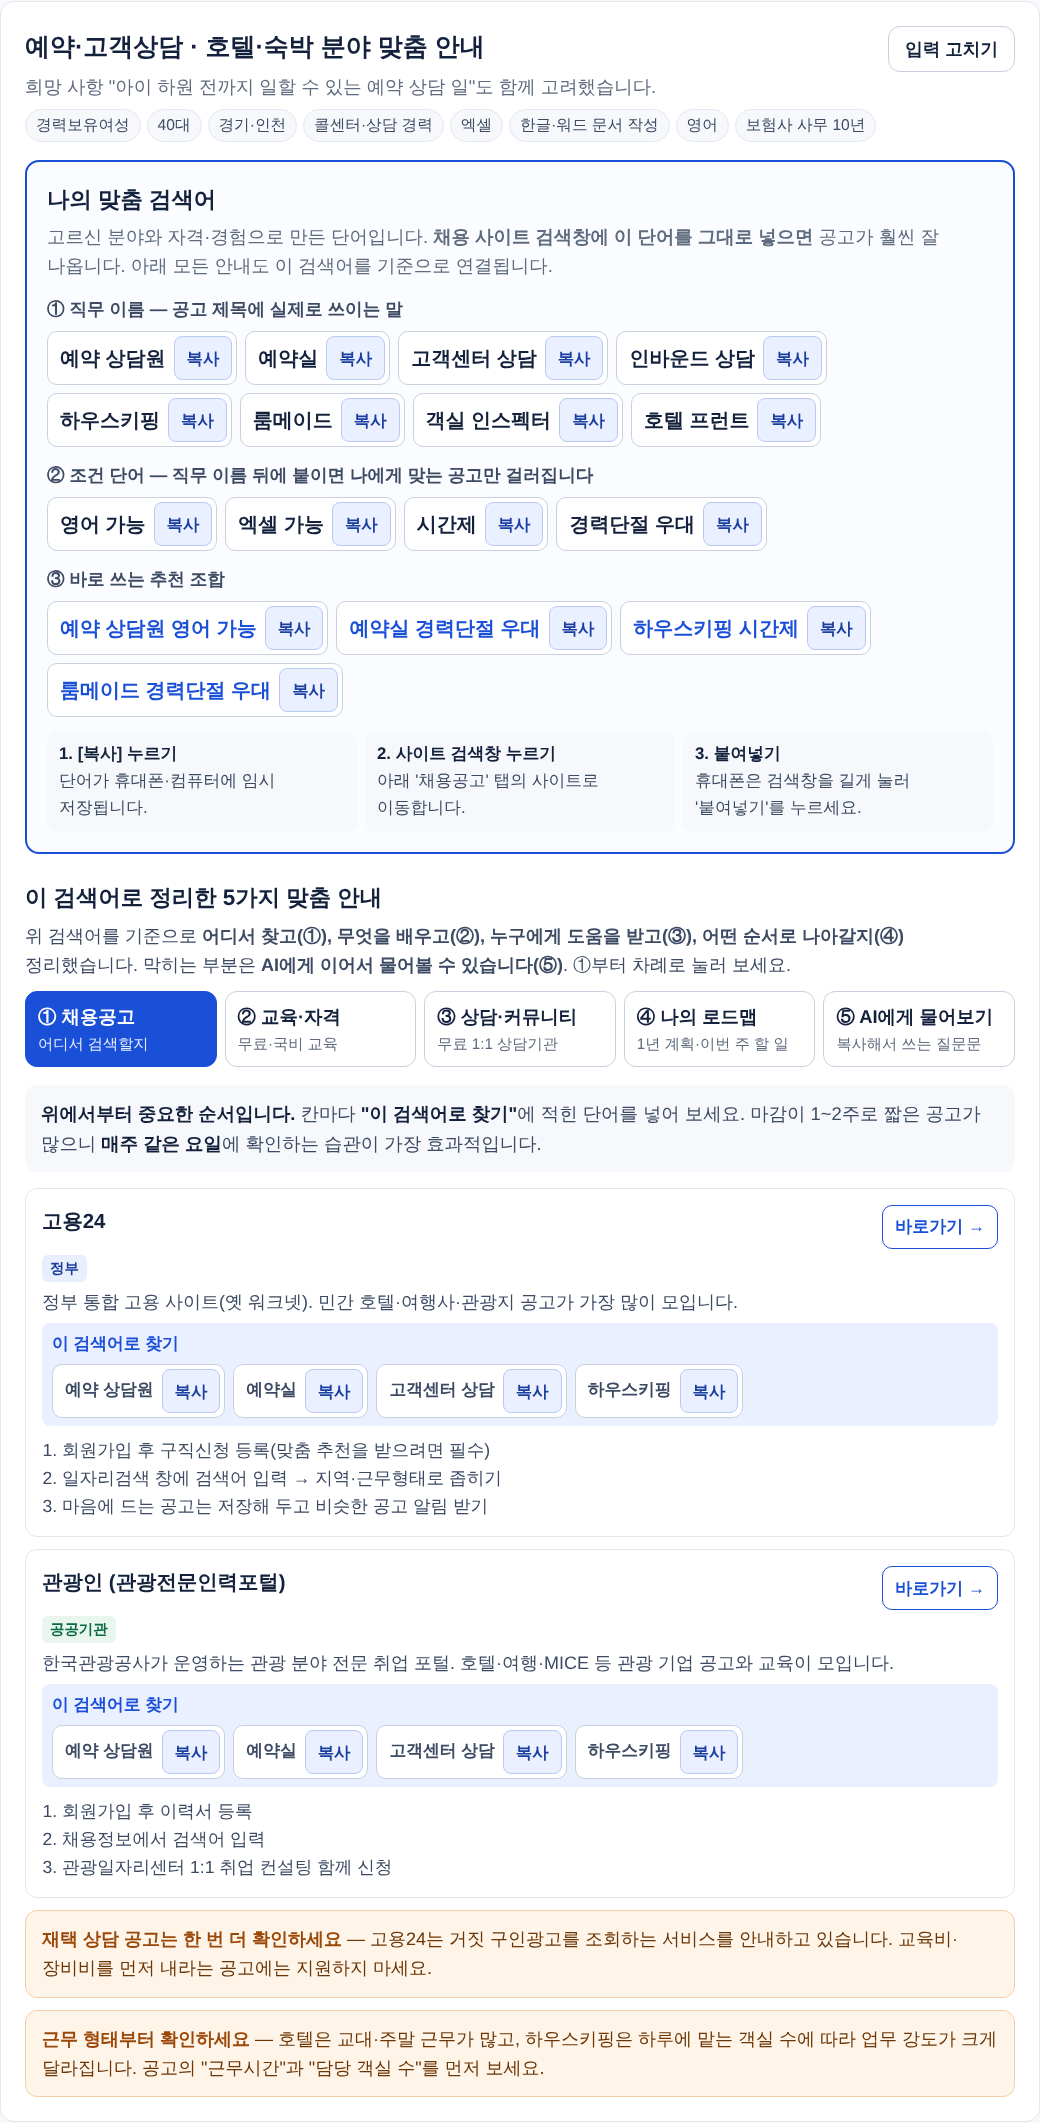 예약·고객상담 · 호텔·숙박 분야 맞춤 안내
입력 고치기
희망 사항 "아이 하원 전까지 일할 수 있는 예약 상담 일"도 함께 고려했습니다.
경력보유여성 40대 경기·인천 콜센터·상담 경력 엑셀 한글·워드 문서 작성 영어 보험사 사무 10년
나의 맞춤 검색어
고르신 분야와 자격·경험으로 만든 단어입니다. 채용 사이트 검색창에 이 단어를 그대로 넣으면 공고가 훨씬 잘
나옵니다. 아래 모든 안내도 이 검색어를 기준으로 연결됩니다.
① 직무 이름 — 공고 제목에 실제로 쓰이는 말
예약 상담원 복사 예약실 복사 고객센터 상담 복사 인바운드 상담 복사
하우스키핑 복사 룸메이드 복사 객실 인스펙터 복사 호텔 프런트 복사
② 조건 단어 — 직무 이름 뒤에 붙이면 나에게 맞는 공고만 걸러집니다
영어 가능 복사 엑셀 가능 복사 시간제 복사 경력단절 우대 복사
③ 바로 쓰는 추천 조합
예약 상담원 영어 가능 복사 예약실 경력단절 우대 복사 하우스키핑 시간제 복사
룸메이드 경력단절 우대 복사
1. [복사] 누르기
단어가 휴대폰·컴퓨터에 임시
저장됩니다.
2. 사이트 검색창 누르기
아래 '채용공고' 탭의 사이트로
이동합니다.
3. 붙여넣기
휴대폰은 검색창을 길게 눌러
'붙여넣기'를 누르세요.
이 검색어로 정리한 5가지 맞춤 안내
위 검색어를 기준으로 어디서 찾고(①), 무엇을 배우고(②), 누구에게 도움을 받고(③), 어떤 순서로 나아갈지(④)
정리했습니다. 막히는 부분은 AI에게 이어서 물어볼 수 있습니다(⑤). ①부터 차례로 눌러 보세요.
① 채용공고
어디서 검색할지
② 교육·자격
무료·국비 교육
③ 상담·커뮤니티
무료 1:1 상담기관
④ 나의 로드맵
1년 계획·이번 주 할 일
⑤ AI에게 물어보기
복사해서 쓰는 질문문
위에서부터 중요한 순서입니다. 칸마다 "이 검색어로 찾기"에 적힌 단어를 넣어 보세요. 마감이 1~2주로 짧은 공고가
많으니 매주 같은 요일에 확인하는 습관이 가장 효과적입니다.
고용24
바로가기 →
정부
정부 통합 고용 사이트(옛 워크넷). 민간 호텔·여행사·관광지 공고가 가장 많이 모입니다.
이 검색어로 찾기
예약 상담원 복사 예약실 복사 고객센터 상담 복사 하우스키핑 복사
1. 회원가입 후 구직신청 등록(맞춤 추천을 받으려면 필수)
2. 일자리검색 창에 검색어 입력 → 지역·근무형태로 좁히기
3. 마음에 드는 공고는 저장해 두고 비슷한 공고 알림 받기
관광인 (관광전문인력포털)
바로가기 →
공공기관
한국관광공사가 운영하는 관광 분야 전문 취업 포털. 호텔·여행·MICE 등 관광 기업 공고와 교육이 모입니다.
이 검색어로 찾기
예약 상담원 복사 예약실 복사 고객센터 상담 복사 하우스키핑 복사
1. 회원가입 후 이력서 등록
2. 채용정보에서 검색어 입력
3. 관광일자리센터 1:1 취업 컨설팅 함께 신청
재택 상담 공고는 한 번 더 확인하세요 — 고용24는 거짓 구인광고를 조회하는 서비스를 안내하고 있습니다. 교육비·
장비비를 먼저 내라는 공고에는 지원하지 마세요.
근무 형태부터 확인하세요 — 호텔은 교대·주말 근무가 많고, 하우스키핑은 하루에 맡는 객실 수에 따라 업무 강도가 크게
달라집니다. 공고의 "근무시간"과 "담당 객실 수"를 먼저 보세요.